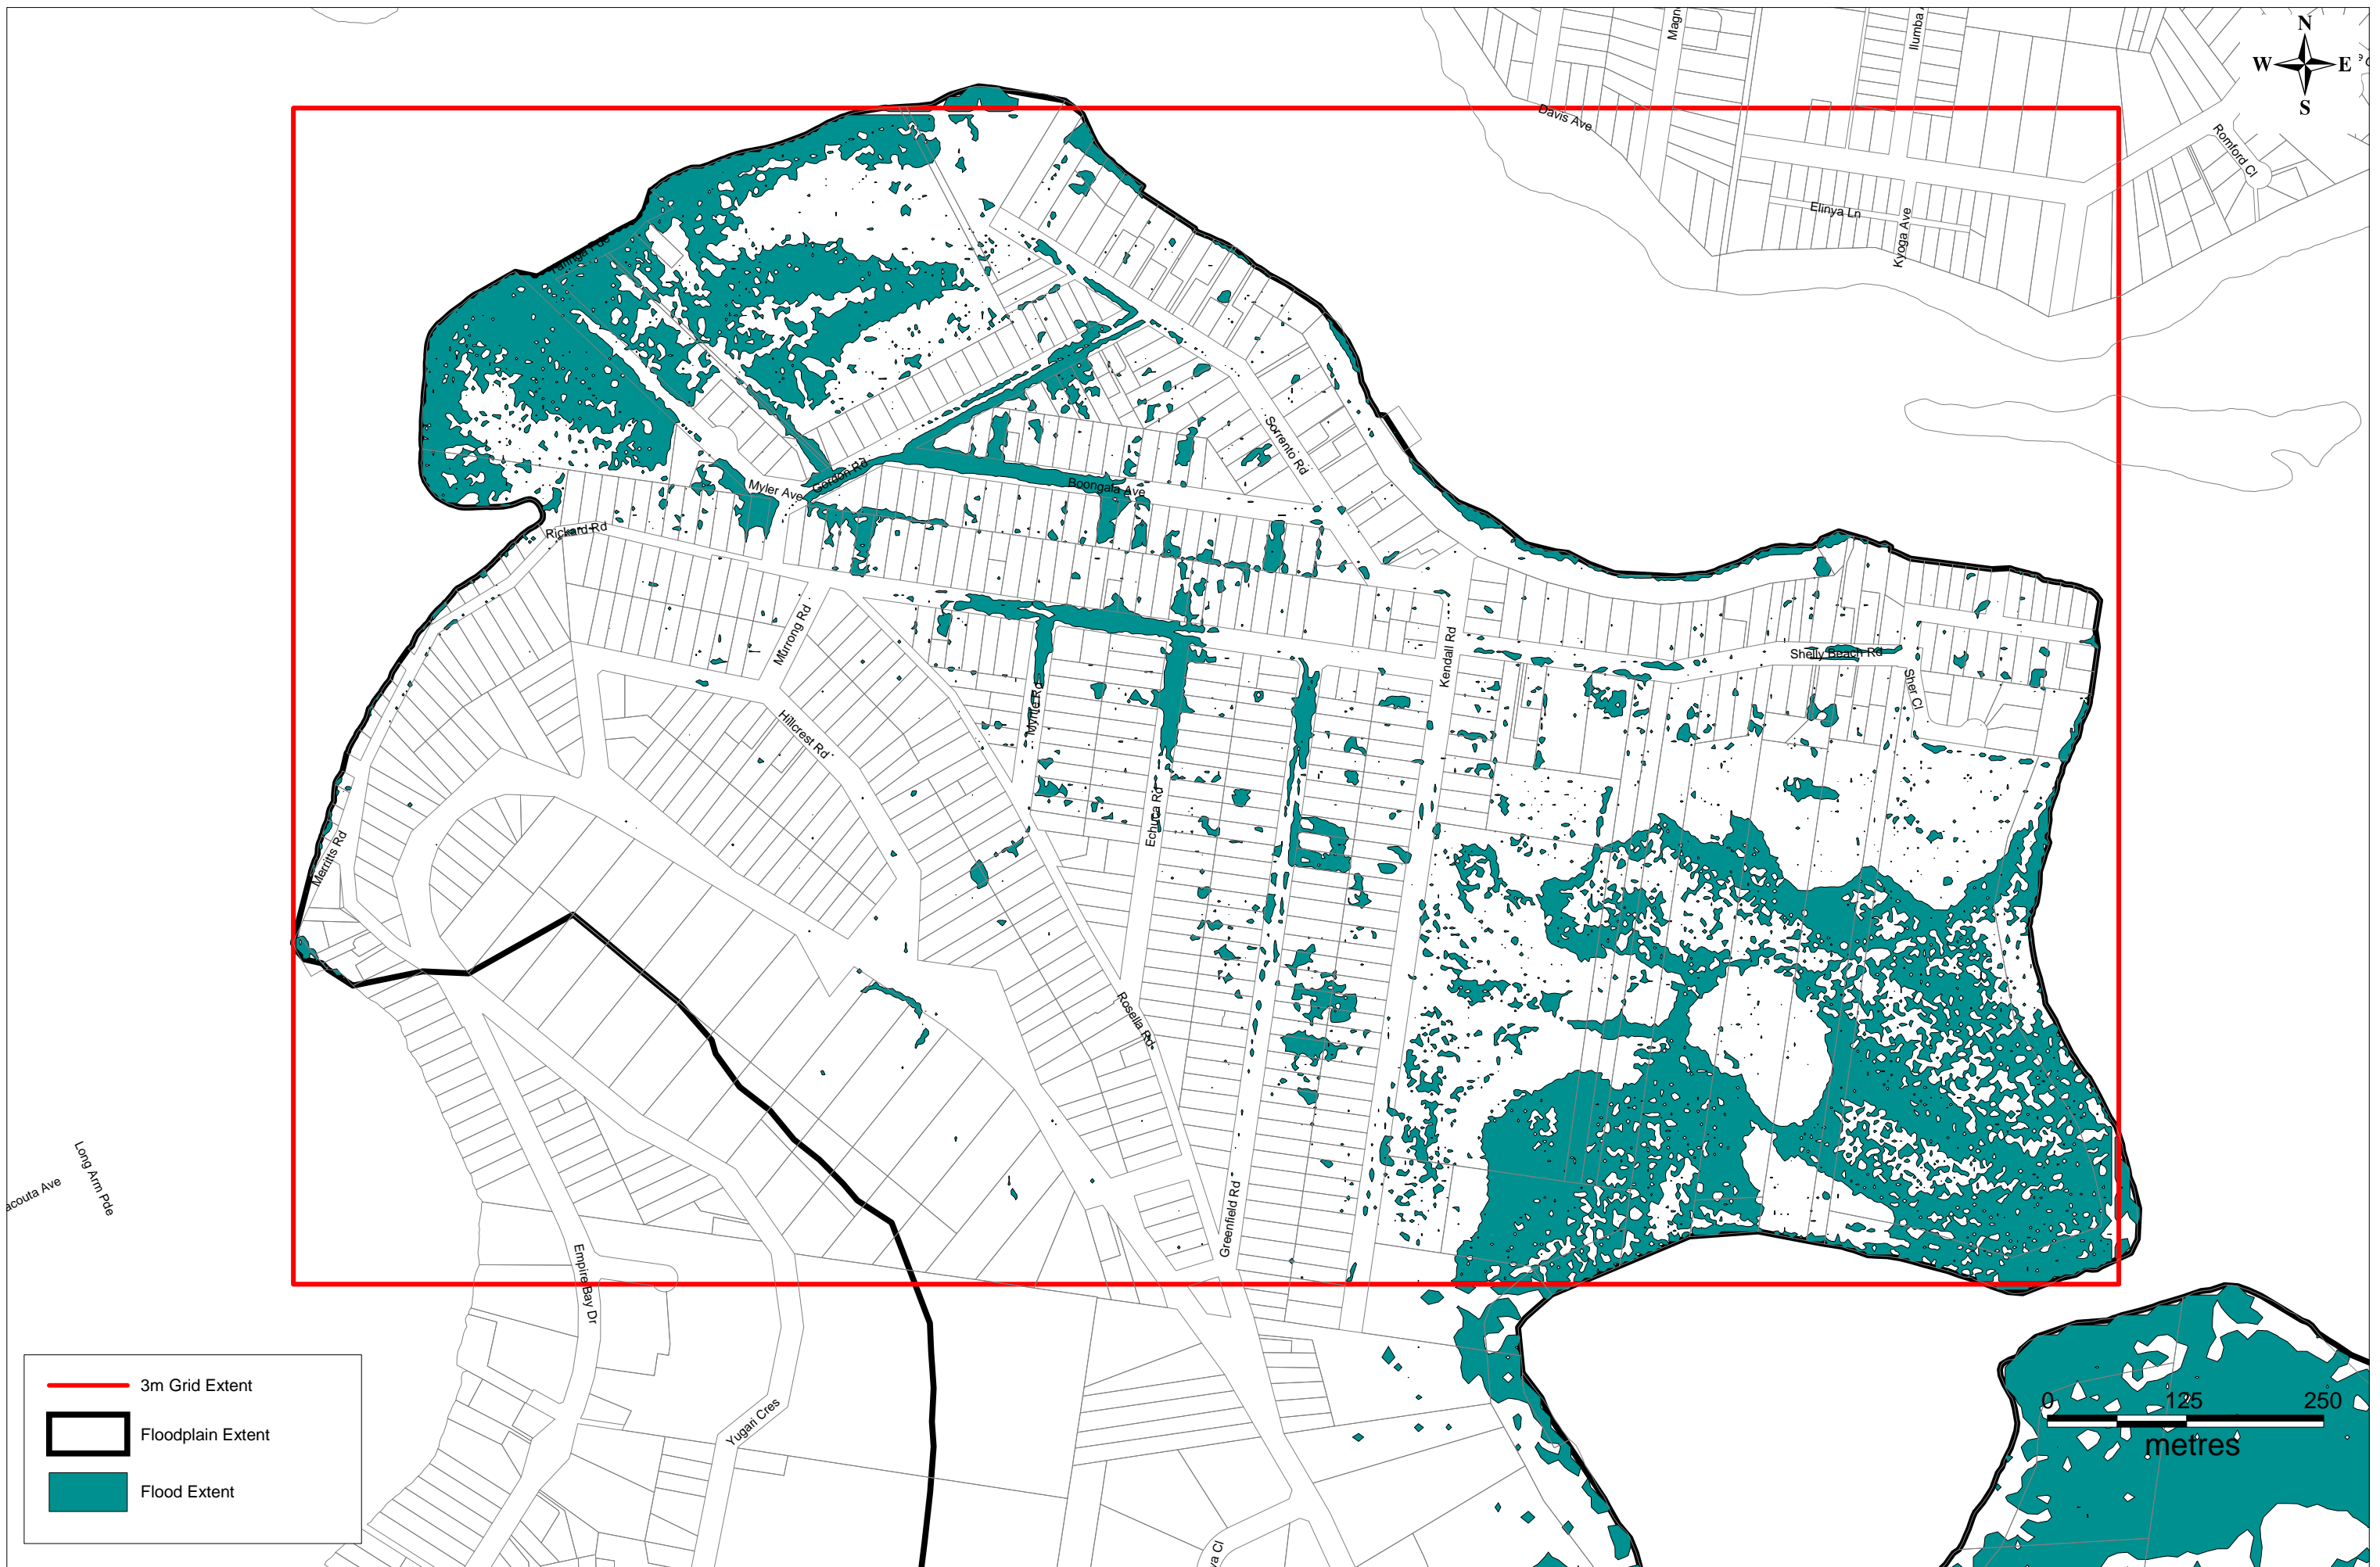 N
W E
S
Davis Ave
Romford Cl
Elinya Ln
Kyoga Ave
Sorrento Rd
Gordon Rd
Myler Ave
Boongala Ave
Rickard Rd
Murrong Rd
Kendall Rd
Shelly Beach Rd
Sher Cl
Myrtle Rd
Hillcrest Rd
Echuca Rd
Merritts Rd
Rosella Rd
Long Arm Pde
acouta Ave
Greenfield Rd
Empire Bay Dr
Yugari Cres
3m Grid Extent
Floodplain Extent
Flood Extent
0 125 250
metres